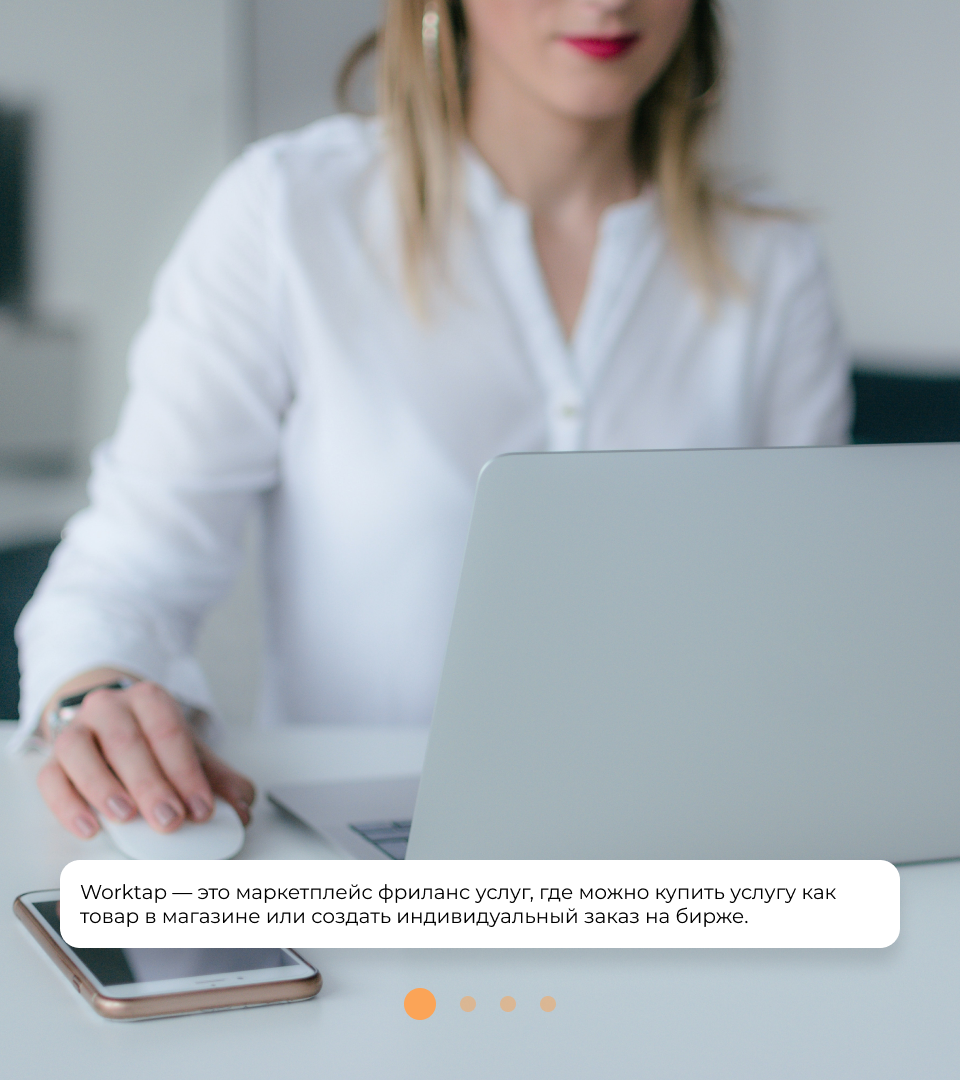 Worktap — это маркетплейс фриланс услуг, где можно купить услугу как
товар в магазине или создать индивидуальный заказ на бирже.